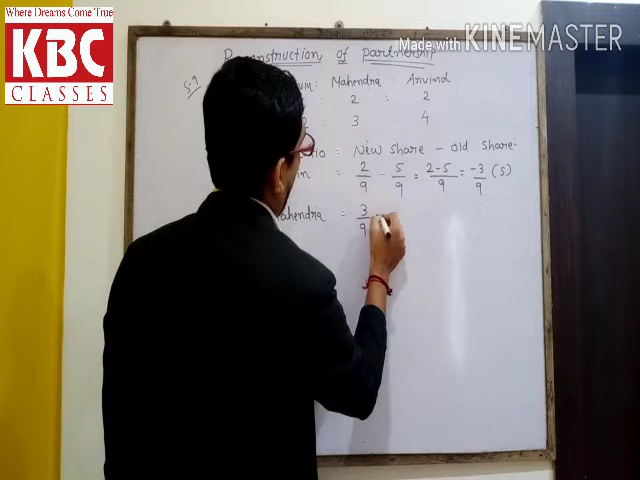 Where Dreams Come True
KBC
CLASSES
Made with KINEMASTER
Reconstruction of partnership
: Mahendra : Arvind
2 : 2
: 3 4
= New share - Old share
= 2/9 - 5/9 = 2-5/9 = -3/9 (S)
Mahendra = 3/9